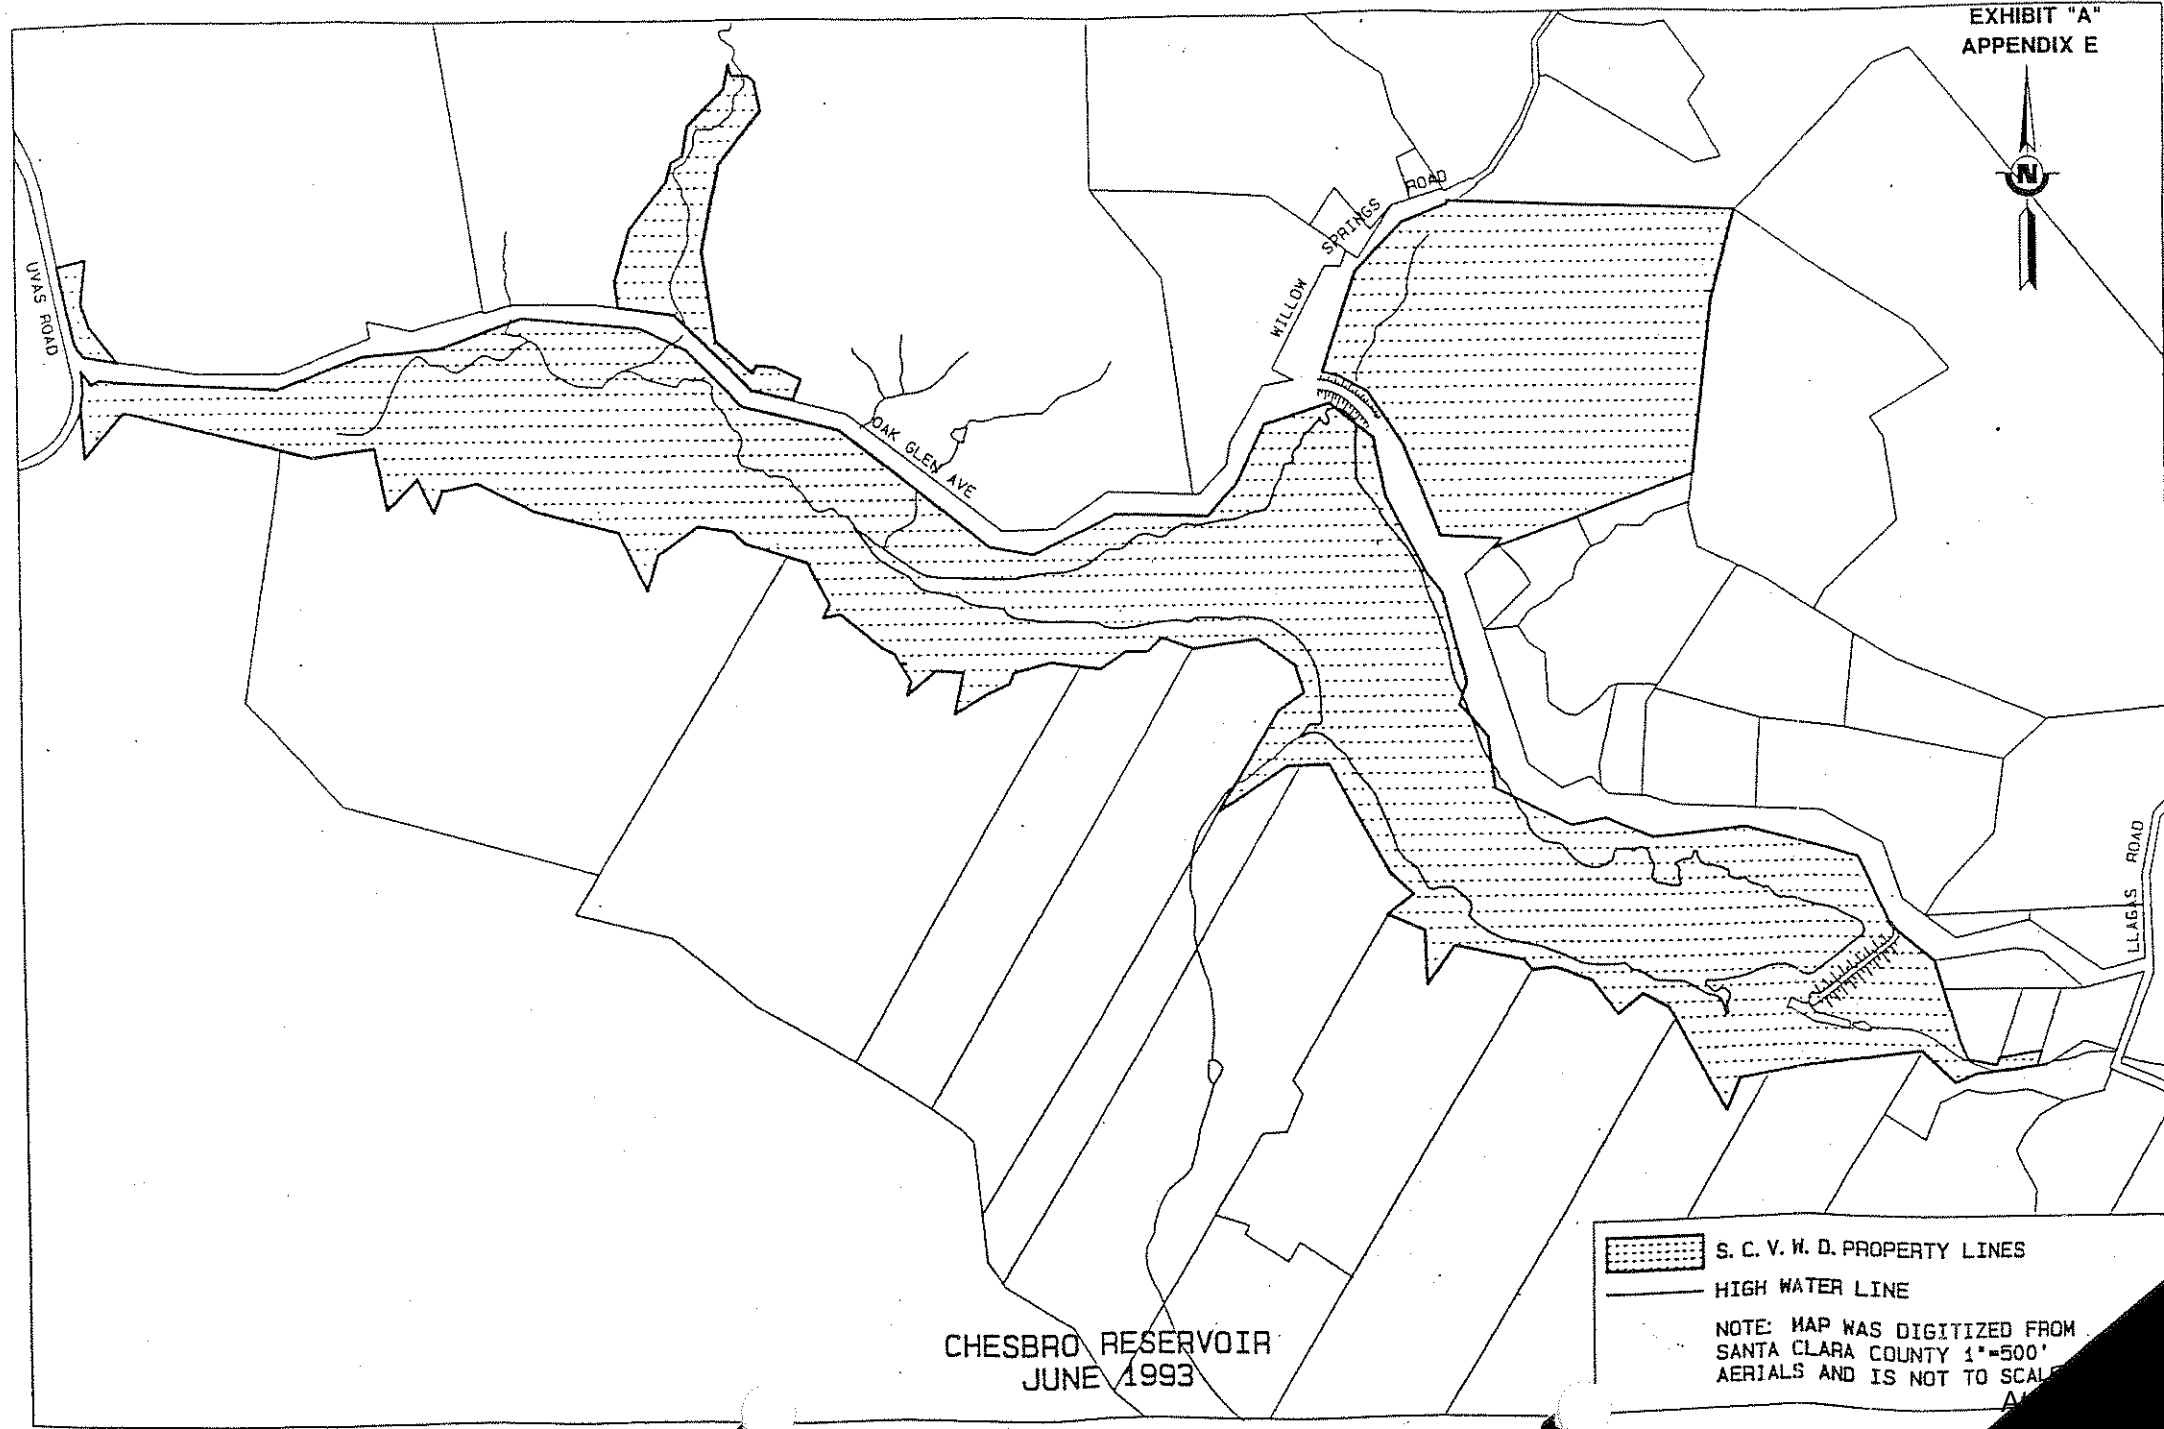 EXHIBIT "A"
APPENDIX E
N
UVAS ROAD
WILLOW SPRINGS ROAD
OAK GLEN AVE
LLAGAS ROAD
S. C. V. W. D. PROPERTY LINES
HIGH WATER LINE
NOTE: MAP WAS DIGITIZED FROM
SANTA CLARA COUNTY 1"=500'
AERIALS AND IS NOT TO SCALE
CHESBRO RESERVOIR
JUNE 1993